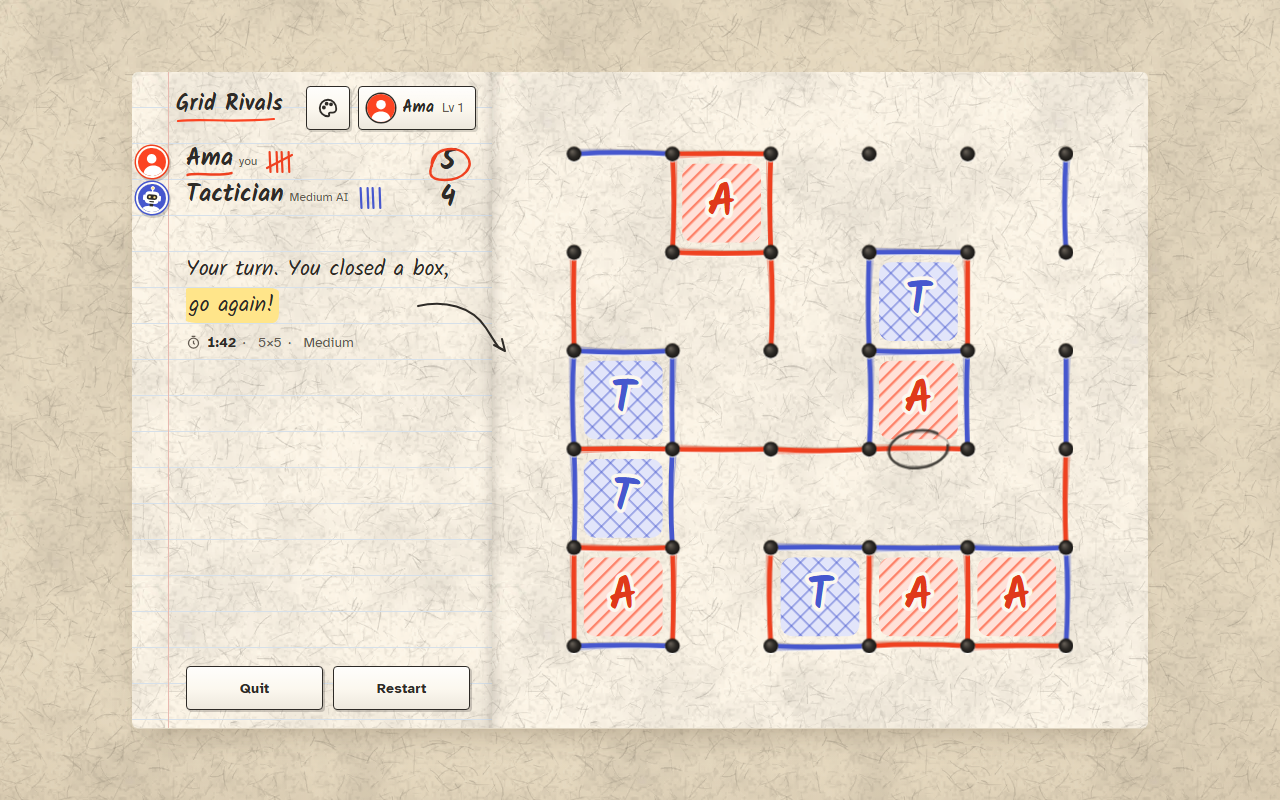 Grid Rivals
Ama Lv 1
Ama you 5
Tactician Medium AI 4
Your turn. You closed a box,
go again!
1:42 · 5×5 · Medium
Quit Restart
A
T
T A
T
A T A A